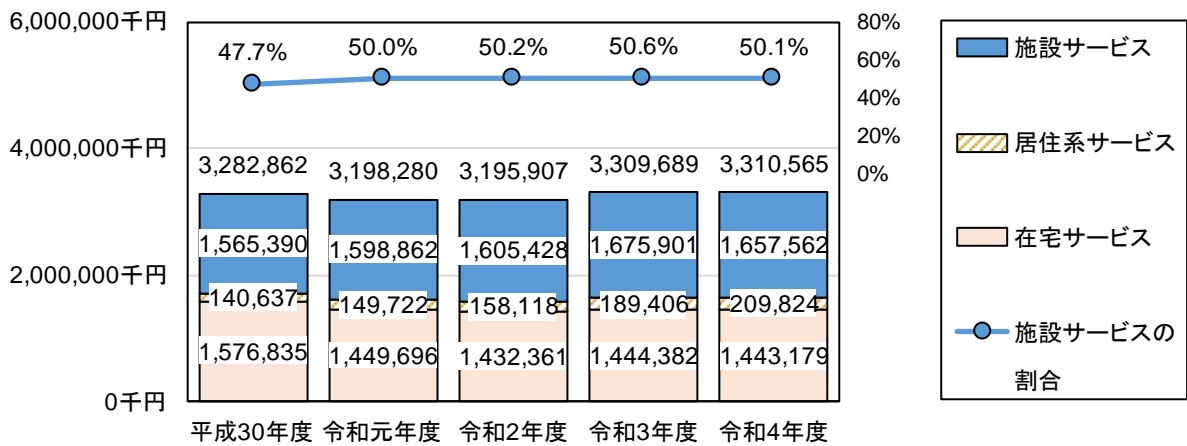 6,000,000千円
4,000,000千円
2,000,000千円
0千円
47.7% 50.0% 50.2% 50.6% 50.1%
3,282,862 3,198,280 3,195,907 3,309,689 3,310,565
1,565,390 1,598,862 1,605,428 1,675,901 1,657,562
140,637 149,722 158,118 189,406 209,824
1,576,835 1,449,696 1,432,361 1,444,382 1,443,179
平成30年度 令和元年度 令和2年度 令和3年度 令和4年度
80%
60%
40%
20%
0%
施設サービス
居住系サービス
在宅サービス
施設サービスの
割合